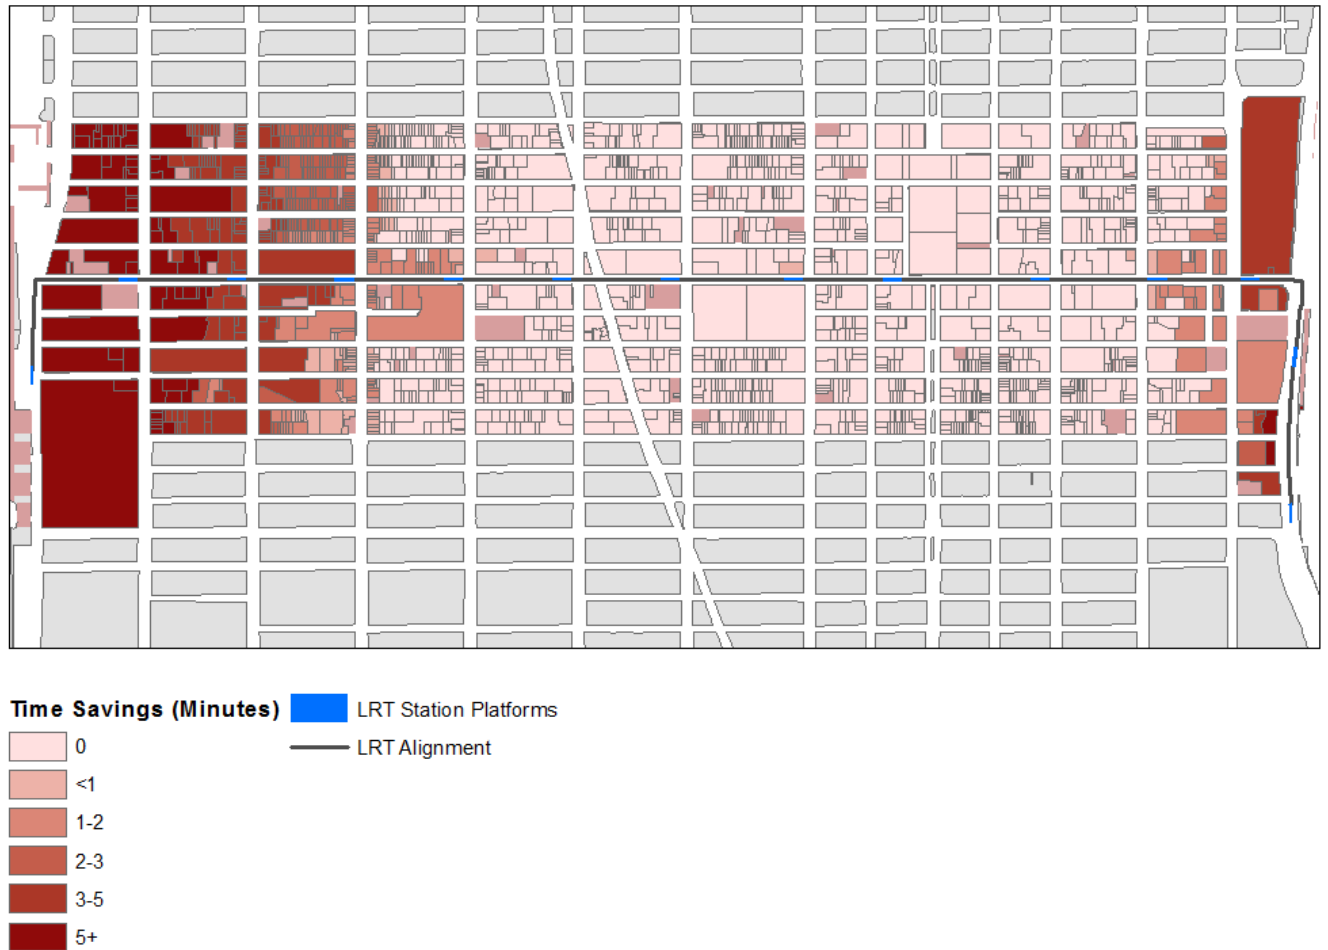 Time Savings (Minutes)
LRT Station Platforms
0
LRT Alignment
<1
1-2
2-3
3-5
5+